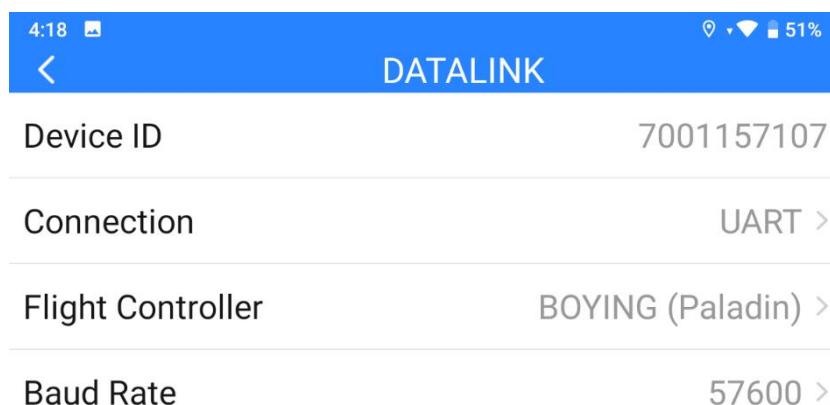 4:18 51%
DATALINK
Device ID 7001157107
Connection UART >
Flight Controller BOYING (Paladin) >
Baud Rate 57600 >